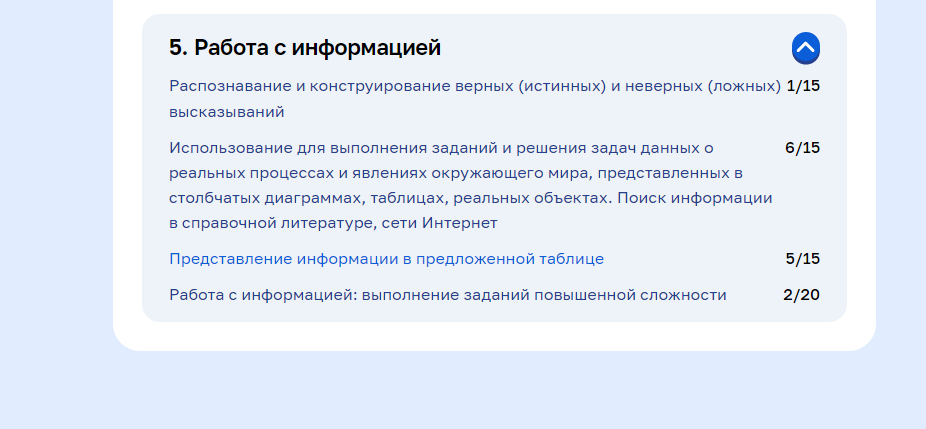 5. Работа с информацией
Распознавание и конструирование верных (истинных) и неверных (ложных) 1/15
высказываний
Использование для выполнения заданий и решения задач данных о 6/15
реальных процессах и явлениях окружающего мира, представленных в
столбчатых диаграммах, таблицах, реальных объектах. Поиск информации
в справочной литературе, сети Интернет
Представление информации в предложенной таблице 5/15
Работа с информацией: выполнение заданий повышенной сложности 2/20